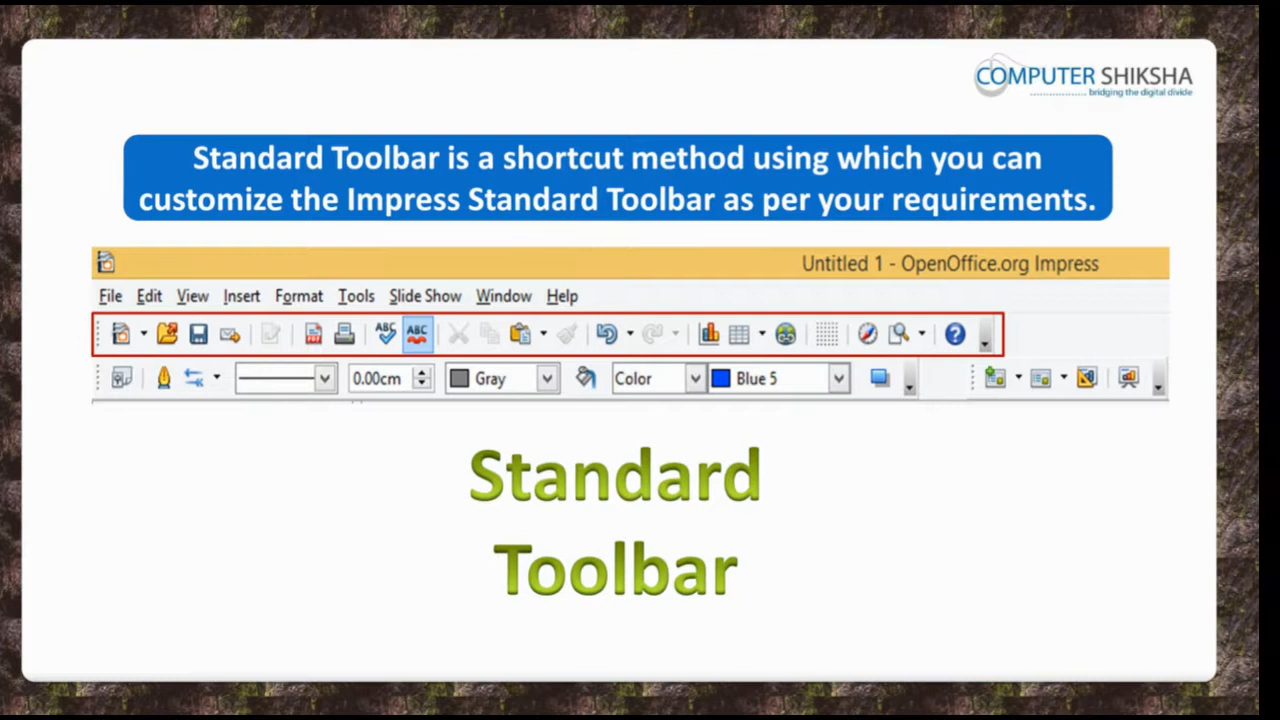 COMPUTER SHIKSHA
bridging the digital divide
Standard Toolbar is a shortcut method using which you can
customize the Impress Standard Toolbar as per your requirements.
Untitled 1 - OpenOffice.org Impress
File Edit View Insert Format Tools Slide Show Window Help
ABC ABC
0.00cm Gray Color Blue 5
Standard
Toolbar